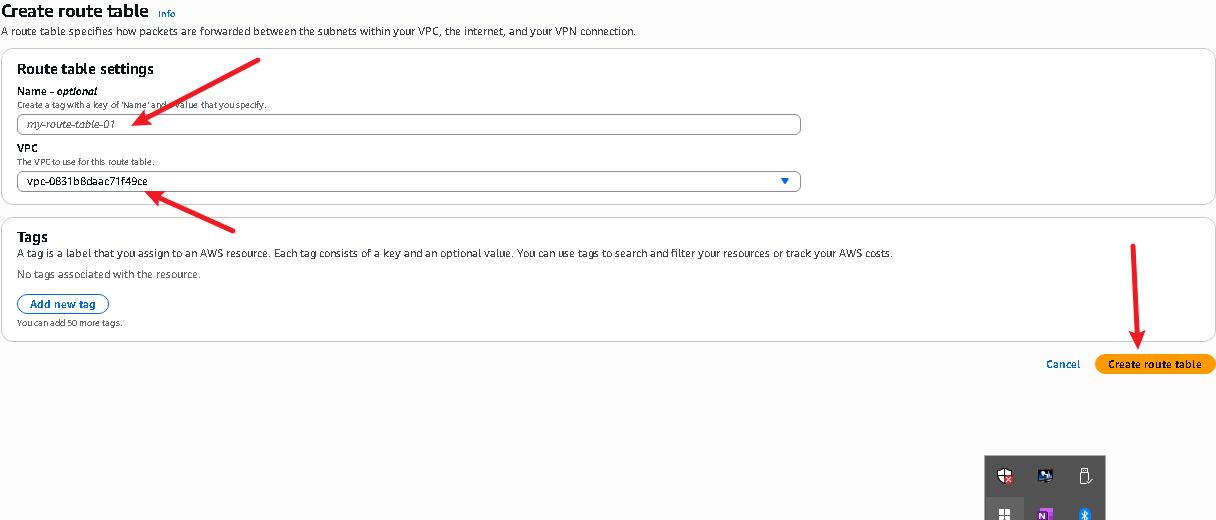 Create route table Info
A route table specifies how packets are forwarded between the subnets within your VPC, the internet, and your VPN connection.
Route table settings
Name - optional
Create a tag with a key of 'Name' and a value that you specify.
my-route-table-01
VPC
The VPC to use for this route table.
vpc-0831b8daac71f49ce
Tags
A tag is a label that you assign to an AWS resource. Each tag consists of a key and an optional value. You can use tags to search and filter your resources or track your AWS costs.
No tags associated with the resource.
Add new tag
You can add 50 more tags.
Cancel Create route table
N